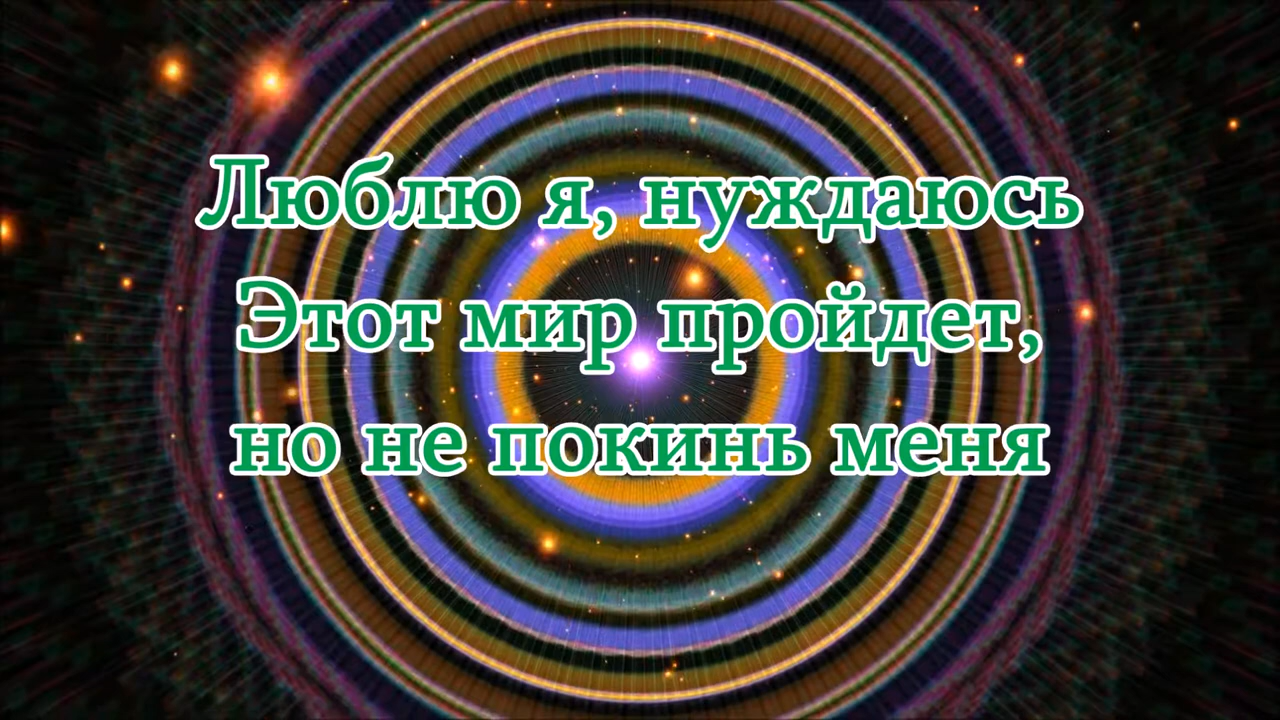 Люблю я, нуждаюсь
Этот мир пройдет,
но не покинь меня